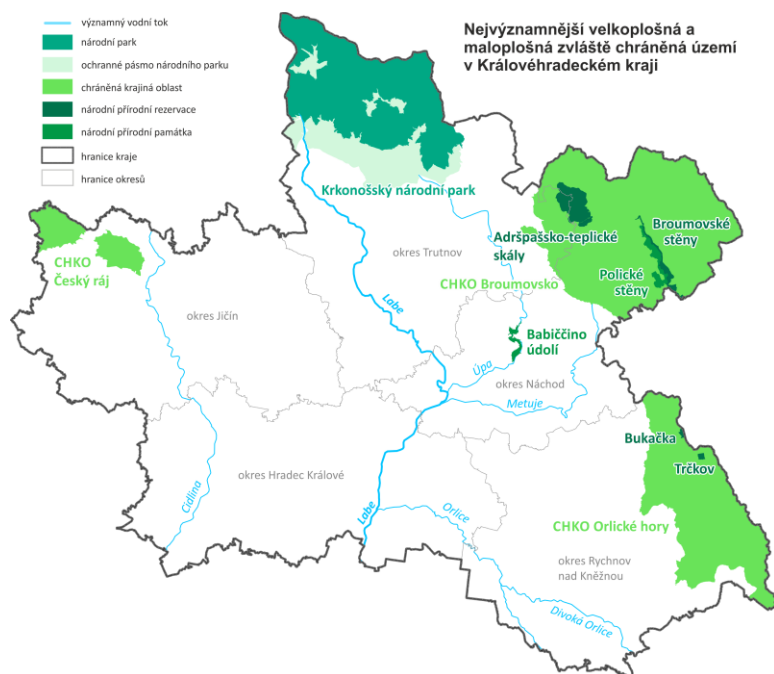 významný vodní tok
národní park
ochranné pásmo národního parku
chráněná krajiná oblast
národní přírodní rezervace
národní přírodní památka
hranice kraje
hranice okresů
Nejvýznamnější velkoplošná a
maloplošná zvláště chráněná území
v Královéhradeckém kraji
Krkonošský národní park
Adršpašsko-teplické
skály
Broumovské
stěny
Polické
stěny
CHKO
Český ráj
okres Trutnov
CHKO Broumovsko
Labe
okres Jičín
Babiččino
údolí
Úpa
okres Náchod
Metuje
Bukačka
Trčkov
okres Hradec Králové
Cidlina
Labe
Orlice
CHKO Orlické hory
okres Rychnov
nad Kněžnou
Divoká Orlice